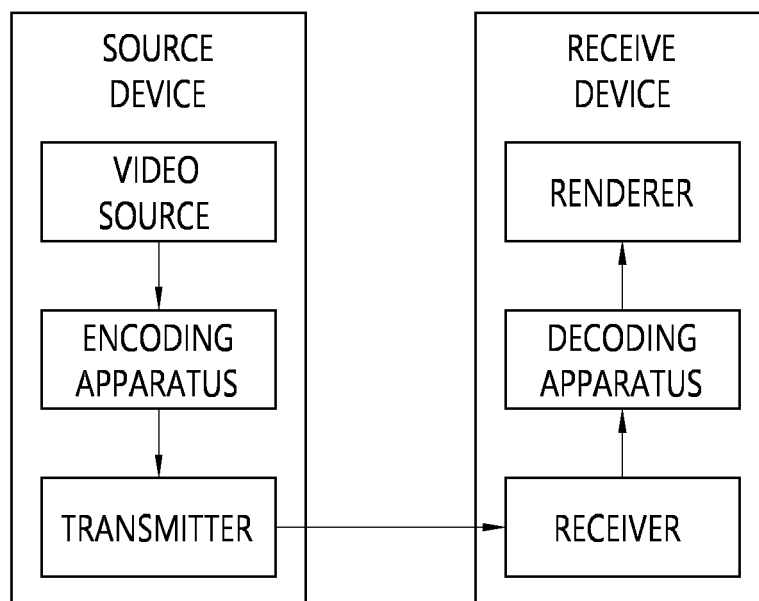 SOURCE
DEVICE
VIDEO
SOURCE
ENCODING
APPARATUS
TRANSMITTER
RECEIVE
DEVICE
RENDERER
DECODING
APPARATUS
RECEIVER